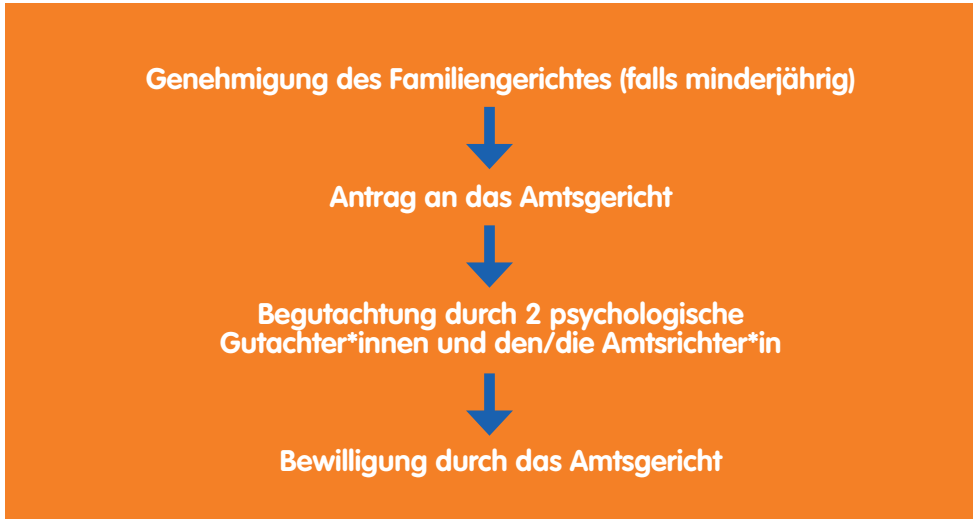 Genehmigung des Familiengerichtes (falls minderjährig)
Antrag an das Amtsgericht
Begutachtung durch 2 psychologische
Gutachter*innen und den/die Amtsrichter*in
Bewilligung durch das Amtsgericht